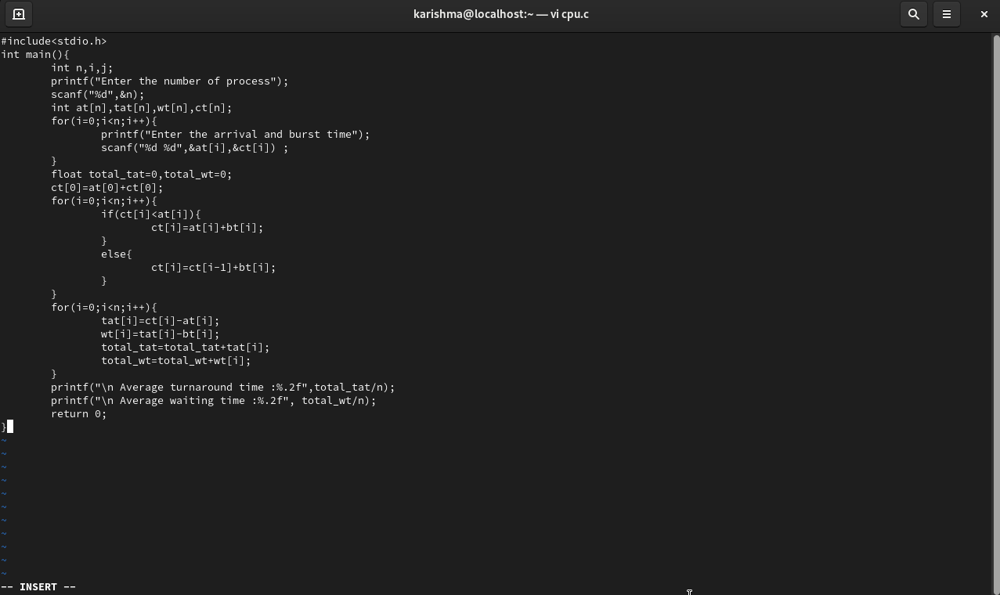 karishma@localhost:~ — vi cpu.c
#include<stdio.h>
int main(){
        int n,i,j;
        printf("Enter the number of process");
        scanf("%d",&n);
        int at[n],tat[n],wt[n],ct[n];
        for(i=0;i<n;i++){
                printf("Enter the arrival and burst time");
                scanf("%d %d",&at[i],&ct[i]) ;
        }
        float total_tat=0,total_wt=0;
        ct[0]=at[0]+ct[0];
        for(i=0;i<n;i++){
                if(ct[i]<at[i]){
                        ct[i]=at[i]+bt[i];
                }
                else{
                        ct[i]=ct[i-1]+bt[i];
                }
        }
        for(i=0;i<n;i++){
                tat[i]=ct[i]-at[i];
                wt[i]=tat[i]-bt[i];
                total_tat=total_tat+tat[i];
                total_wt=total_wt+wt[i];
        }
        printf("\n Average turnaround time :%.2f",total_tat/n);
        printf("\n Average waiting time :%.2f", total_wt/n);
        return 0;
}
~
~
~
~
~
~
~
~
~
~
~
-- INSERT --